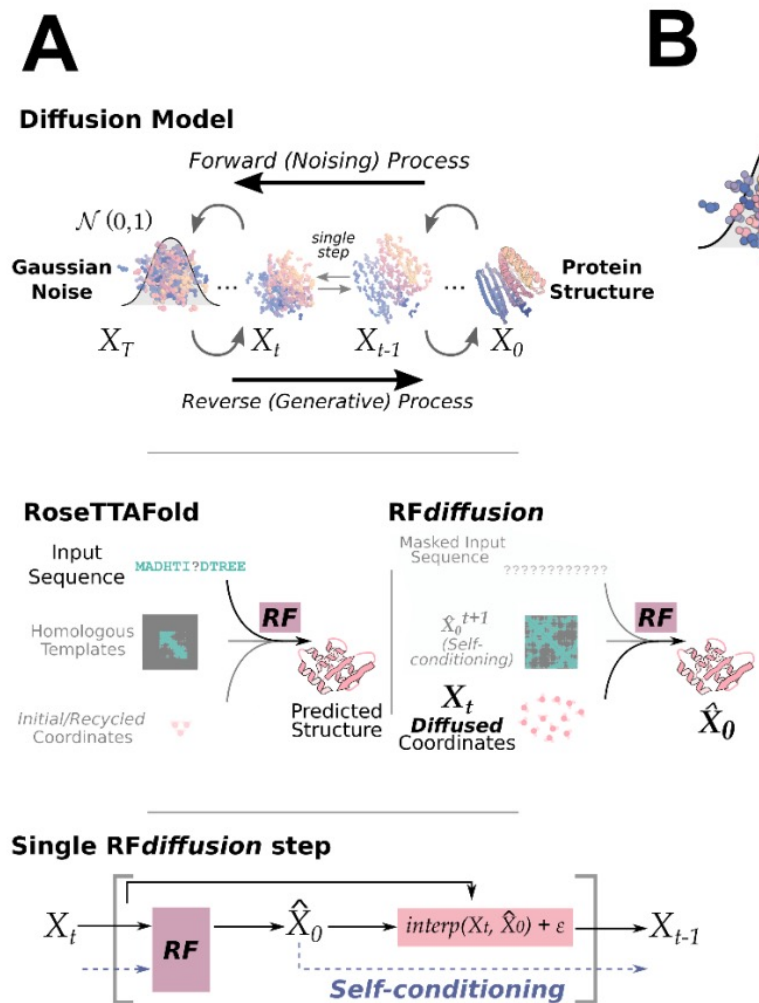 A
B
Diffusion Model
Forward (Noising) Process
𝒩 (0,1)
single
step
Gaussian
Noise
...
...
Protein
Structure
X_T
X_t
X_{t-1}
X_0
Reverse (Generative) Process
RoseTTAFold
RFdiffusion
Input
Sequence
MADHTI?DTREE
RF
Homologous
Templates
Initial/Recycled
Coordinates
Predicted
Structure
Masked Input
Sequence
????????????
RF
X̂_0^{t+1}
(Self-
conditioning)
X_t
Diffused
Coordinates
X̂_0
Single RFdiffusion step
X_t
RF
X̂_0
interp(X_t, X̂_0) + ε
X_{t-1}
Self-conditioning